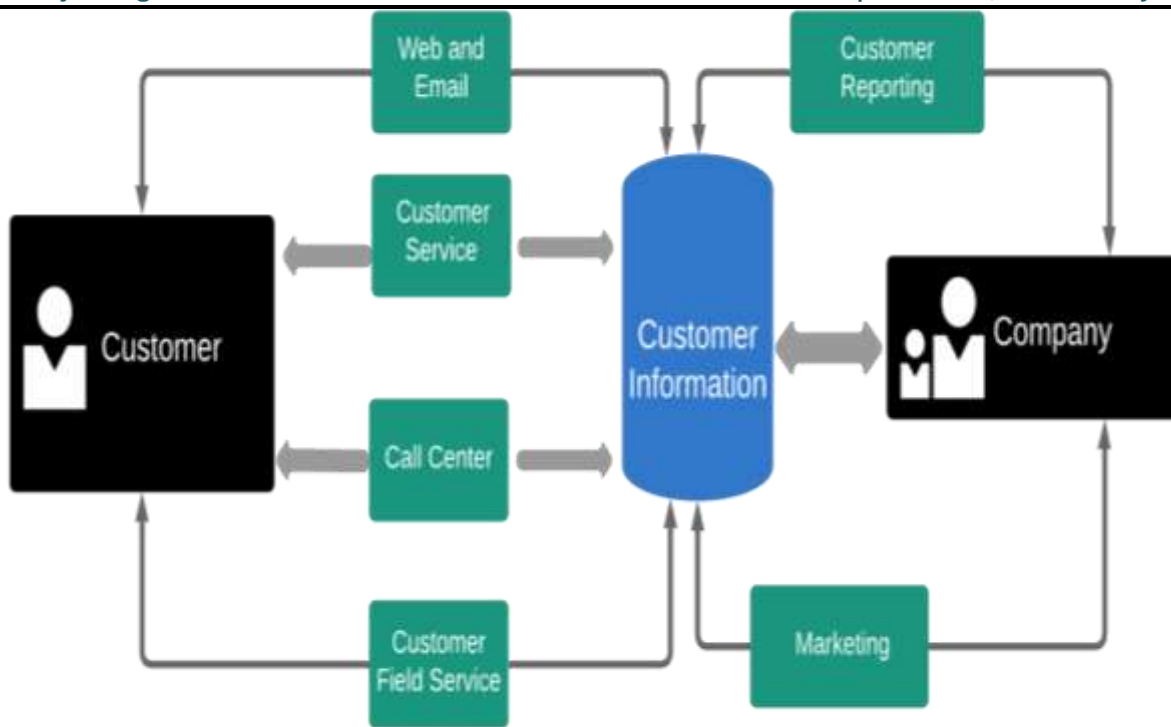 Web and
Email
Customer
Reporting
Customer
Service
Customer
Customer
Information
Company
Call Center
Customer
Field Service
Marketing